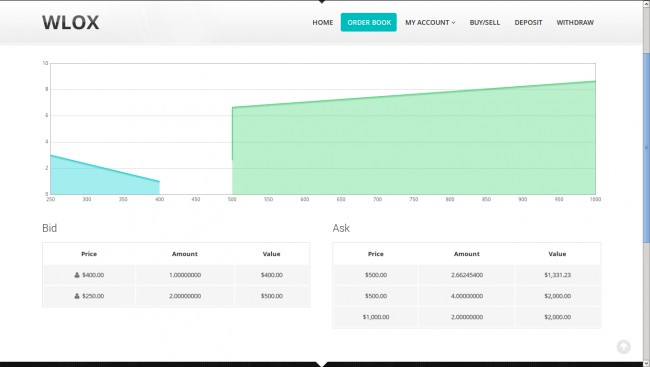 WLOX
HOME ORDER BOOK MY ACCOUNT BUY/SELL DEPOSIT WITHDRAW
10
8
6
4
2
0
250 300 350 400 450 500 550 600 650 700 750 800 850 900 950 1000
Bid
Price Amount Value
$400.00 1.00000000 $400.00
$250.00 2.00000000 $500.00
Ask
Price Amount Value
$500.00 2.66245400 $1,331.23
$500.00 4.00000000 $2,000.00
$1,000.00 2.00000000 $2,000.00